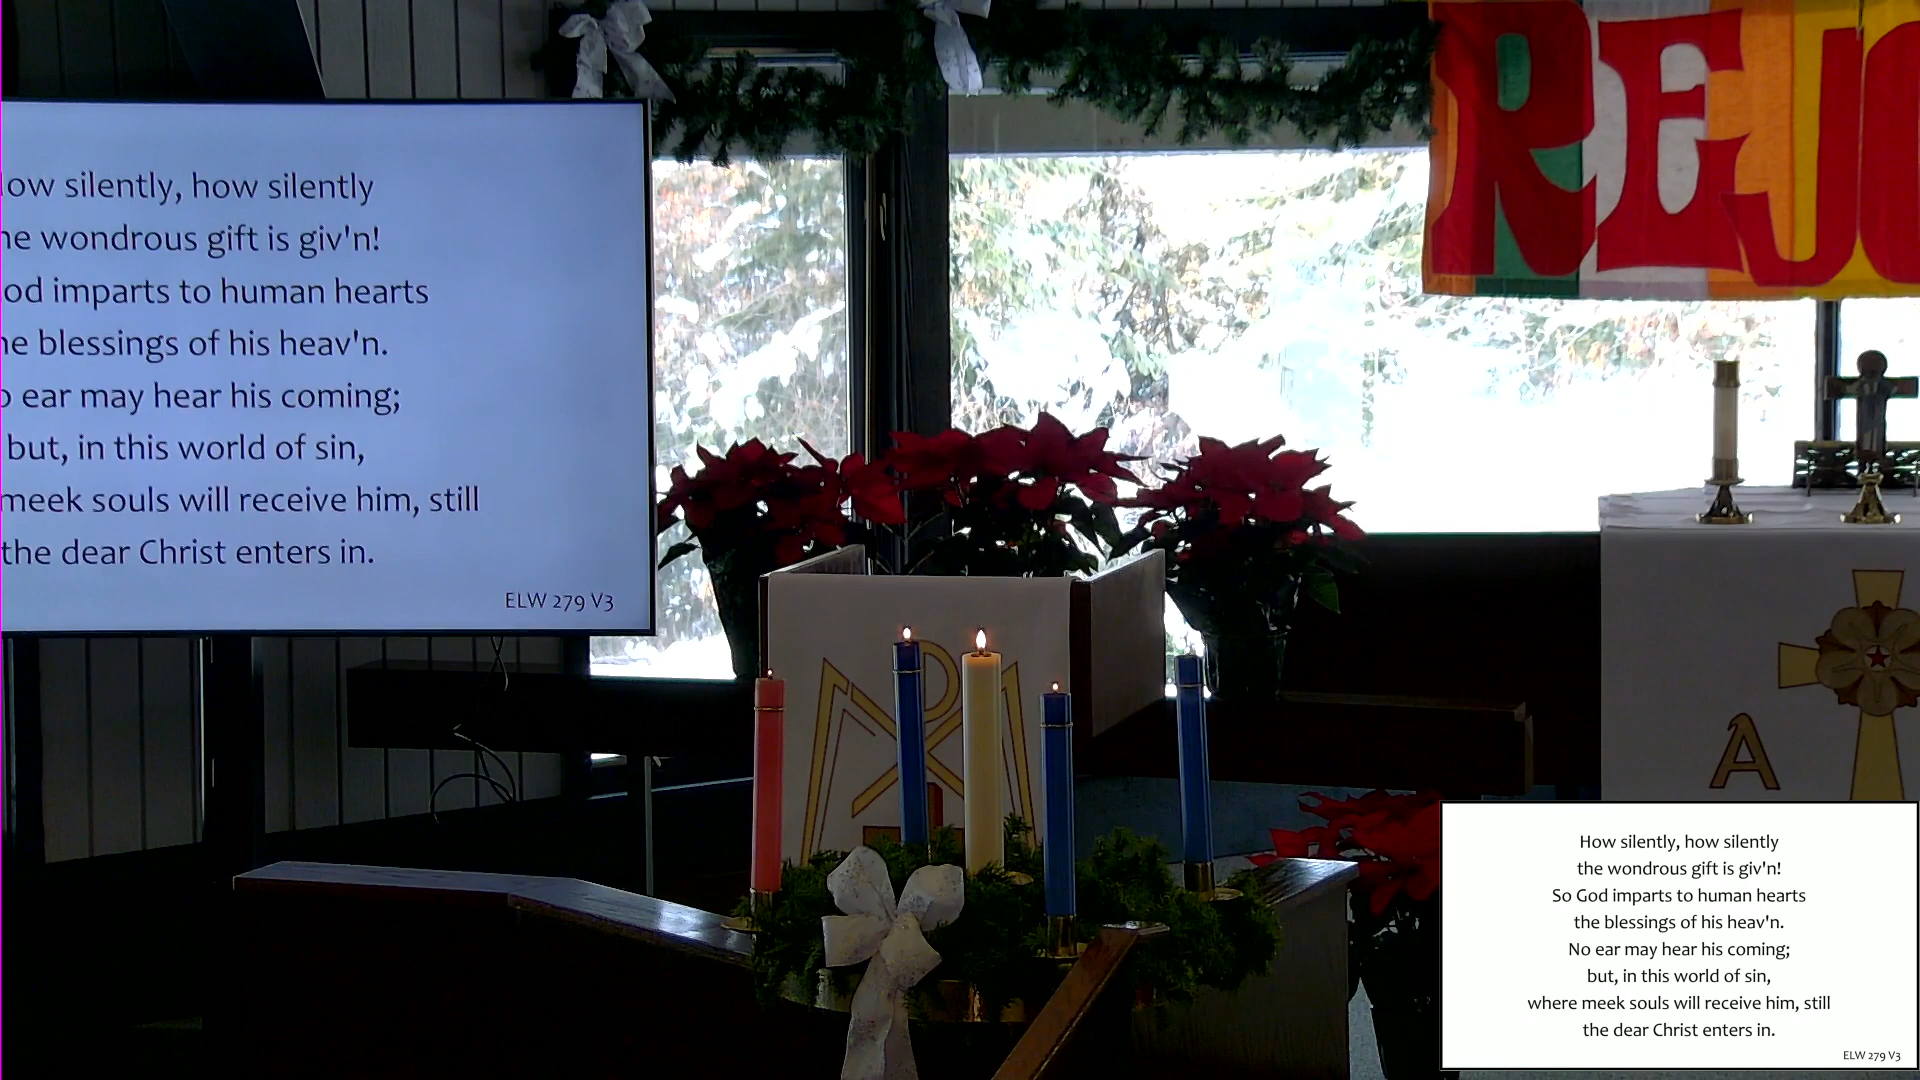 ow silently, how silently
he wondrous gift is giv'n!
od imparts to human hearts
he blessings of his heav'n.
o ear may hear his coming;
but, in this world of sin,
meek souls will receive him, still
the dear Christ enters in.
ELW 279 V3
REJO
A
How silently, how silently
the wondrous gift is giv'n!
So God imparts to human hearts
the blessings of his heav'n.
No ear may hear his coming;
but, in this world of sin,
where meek souls will receive him, still
the dear Christ enters in.
ELW 279 V3